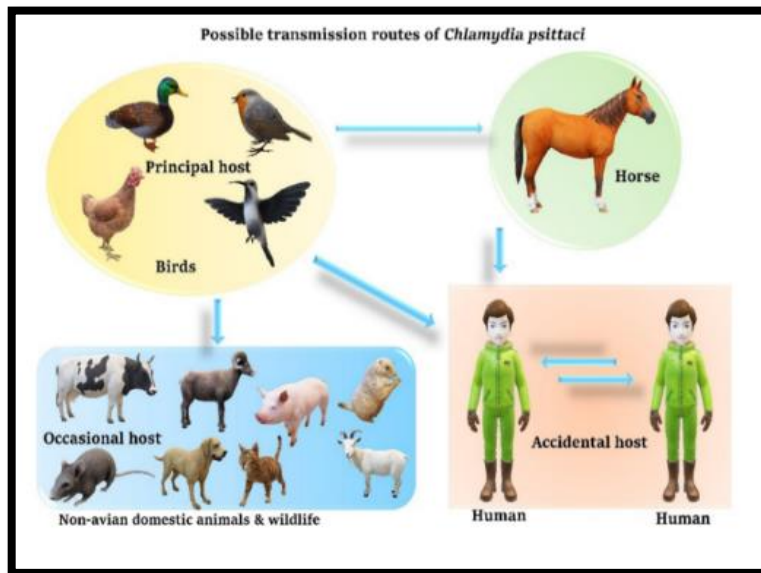 Possible transmission routes of Chlamydia psittaci
Principal host
Horse
Birds
Occasional host
Accidental host
Non-avian domestic animals & wildlife
Human
Human